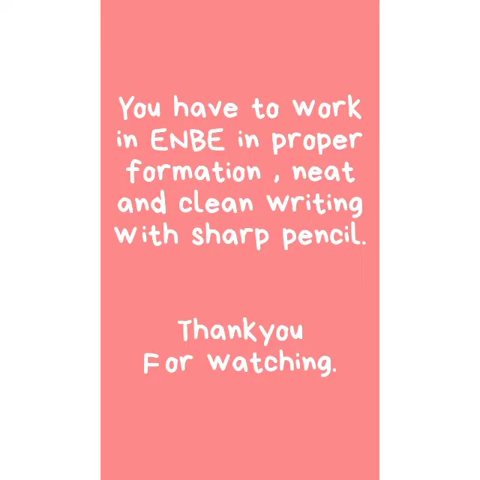 You have to work
in ENBE in proper
formation , neat
and clean writing
with sharp pencil.
Thankyou
For watching.